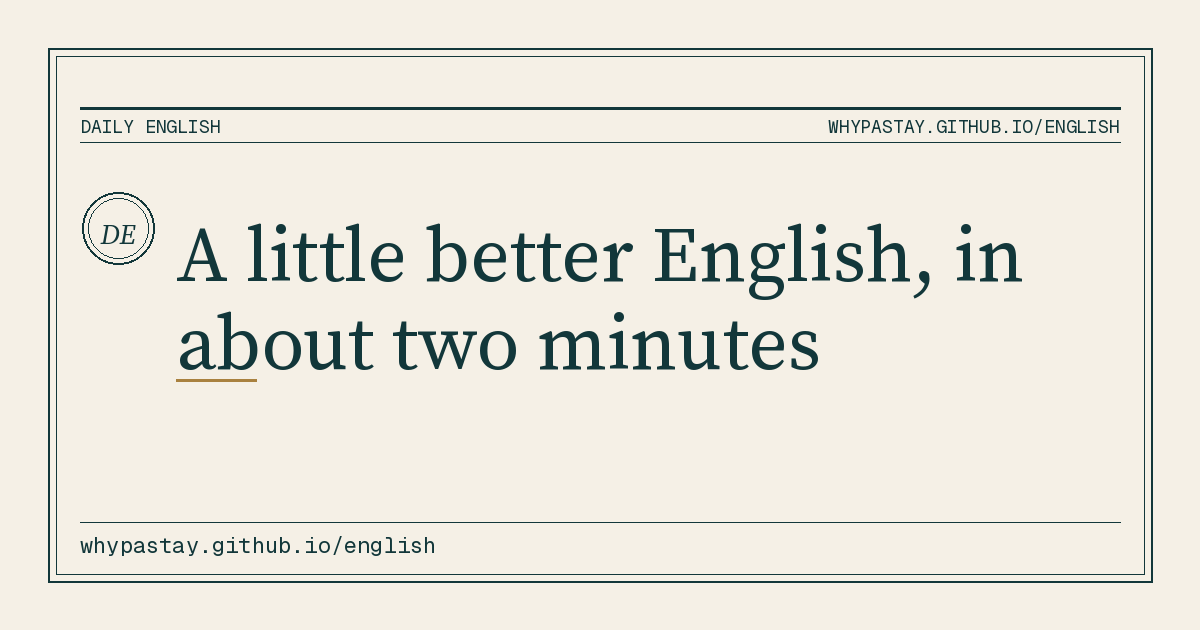 DAILY ENGLISH
WHYPASTAY.GITHUB.IO/ENGLISH
DE
A little better English, in
about two minutes
whypastay.github.io/english